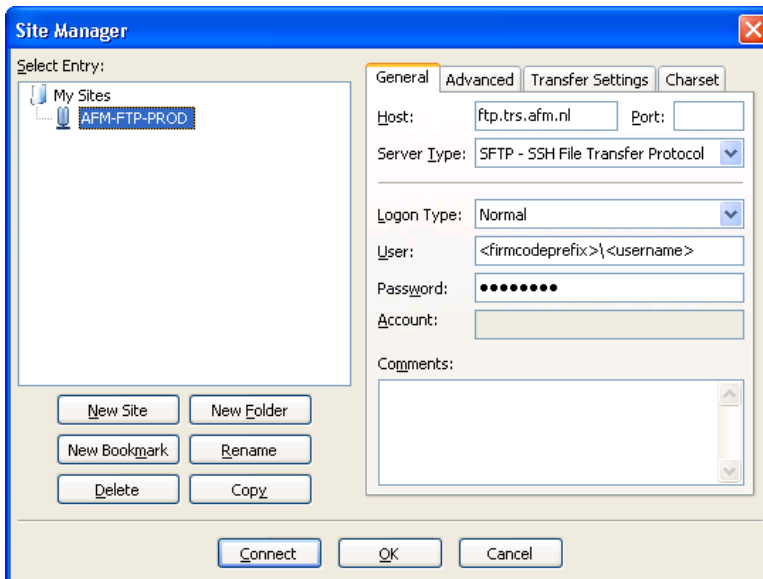 Site Manager
Select Entry:
My Sites
AFM-FTP-PROD
New Site
New Folder
New Bookmark
Rename
Delete
Copy
General
Advanced
Transfer Settings
Charset
Host:
ftp.trs.afm.nl
Port:
Server Type:
SFTP - SSH File Transfer Protocol
Logon Type:
Normal
User:
<firmcodeprefix>\<username>
Password:
●●●●●●●●
Account:
Comments:
Connect
OK
Cancel